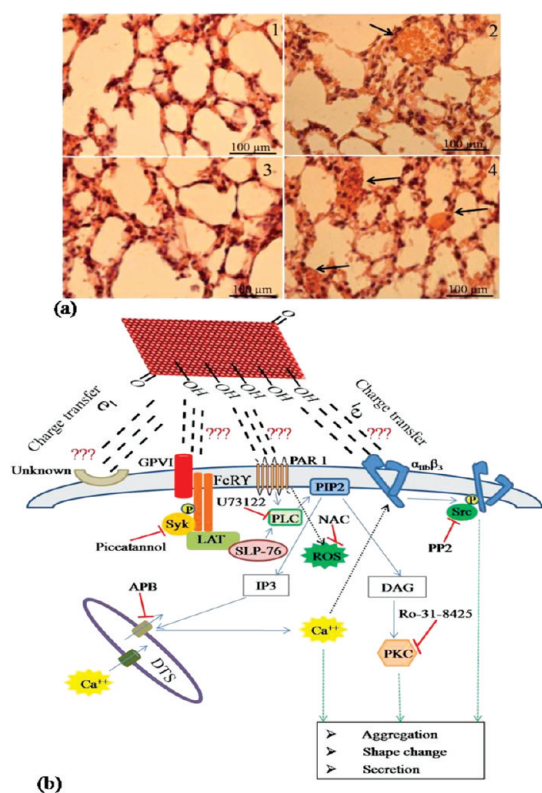 1
100 µm
2
100 µm
3
100 µm
4
100 µm
(a)
O
O
OH
OH
OH
OH
OH
Charge transfer
e⁻
Charge transfer
e⁻
???
???
???
???
Unknown
GPVI
FcRγ
PAR 1
αIIbβ3
U73122
PIP2
P
Syk
PLC
NAC
P
Src
LAT
Piceatannol
SLP-76
ROS
PP2
APB
IP3
DAG
Ro-31-8425
Ca++
PKC
DTS
Ca++
➢ Aggregation
➢ Shape change
➢ Secretion
(b)